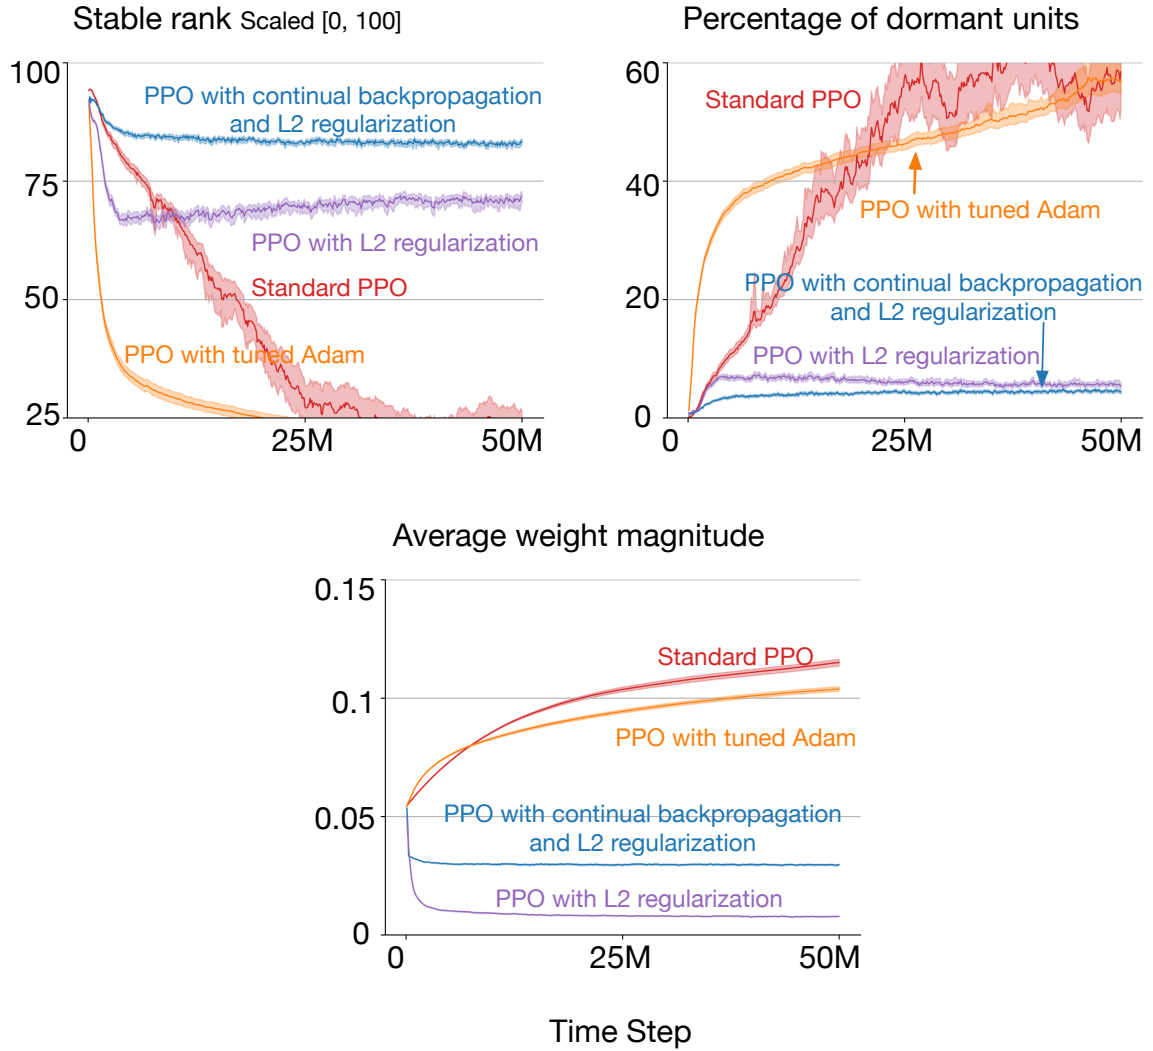 Stable rank Scaled [0, 100]
100
75
50
25
0
25M
50M
PPO with continual backpropagation
and L2 regularization
PPO with L2 regularization
Standard PPO
PPO with tuned Adam
Percentage of dormant units
60
40
20
0
0
25M
50M
Standard PPO
PPO with tuned Adam
PPO with continual backpropagation
and L2 regularization
PPO with L2 regularization
Average weight magnitude
0.15
0.1
0.05
0
0
25M
50M
Standard PPO
PPO with tuned Adam
PPO with continual backpropagation
and L2 regularization
PPO with L2 regularization
Time Step